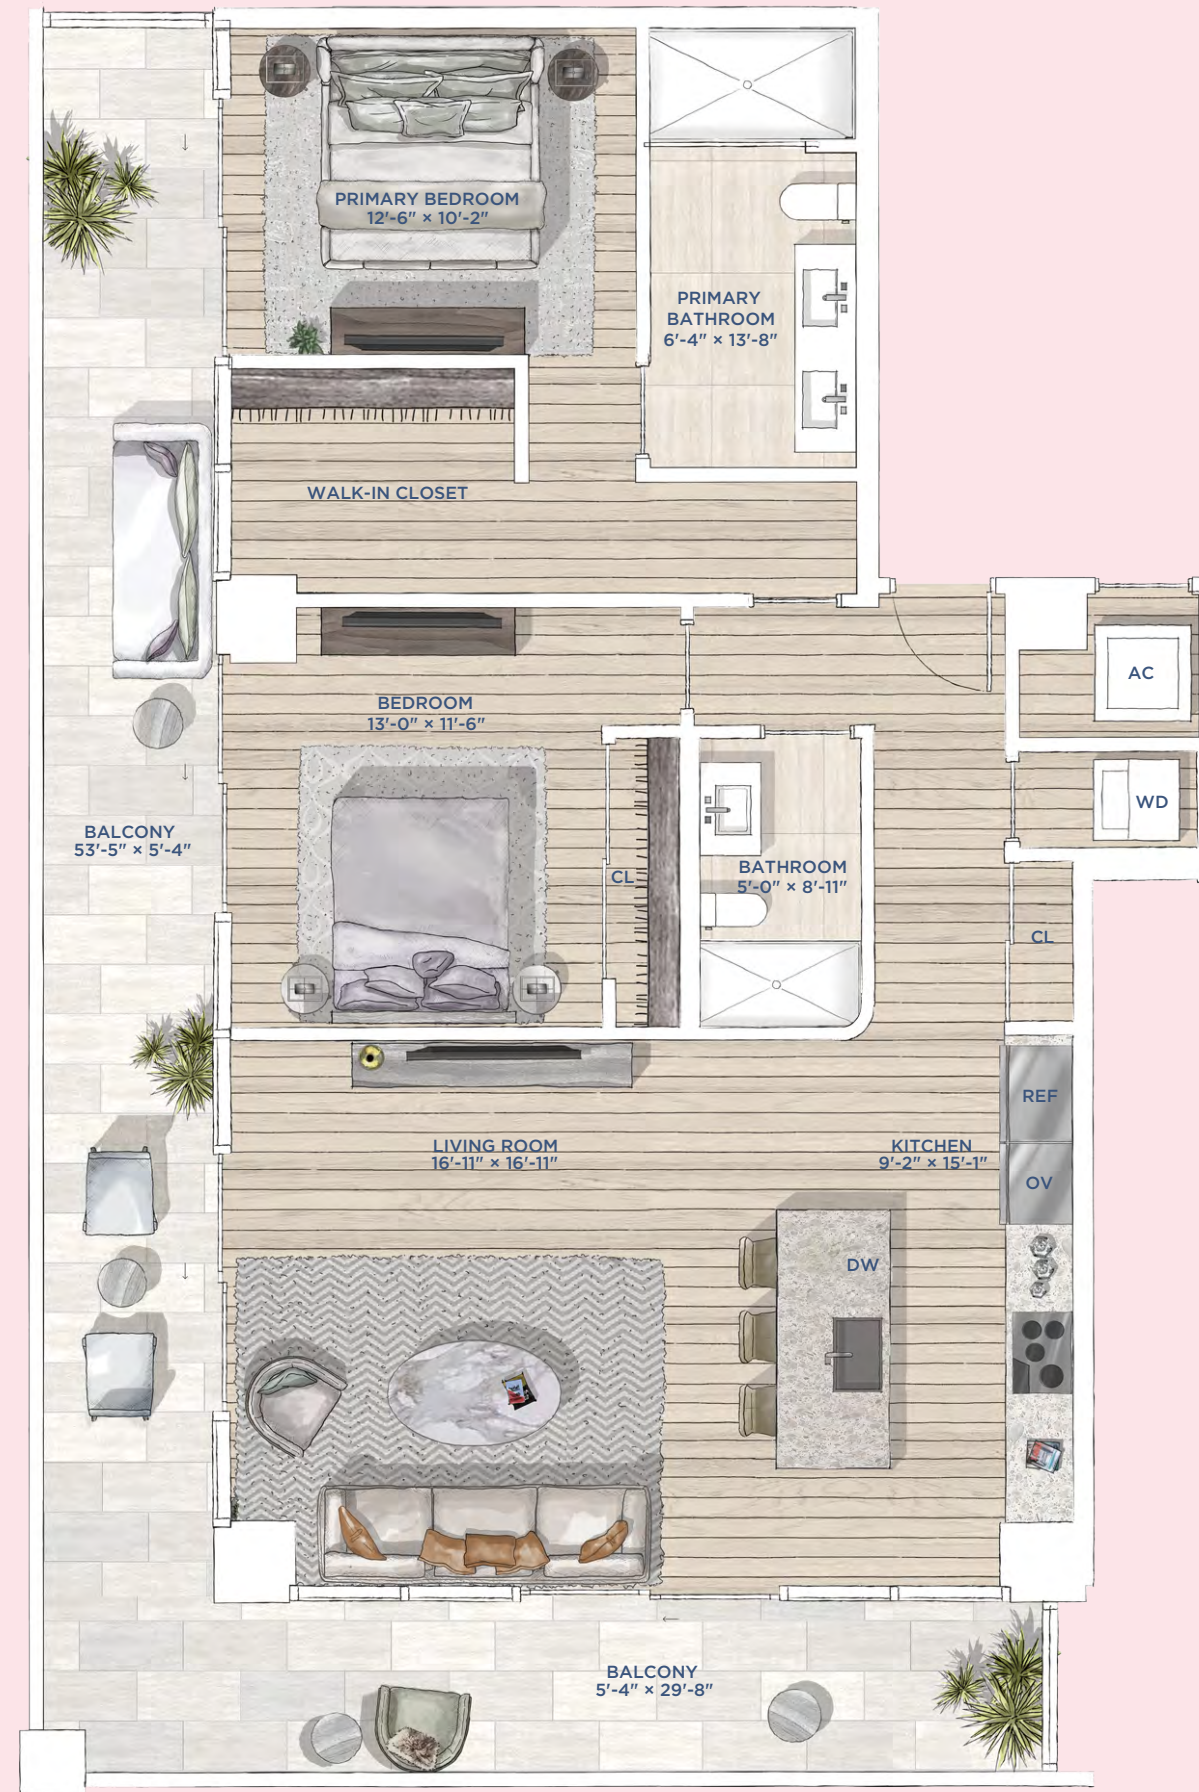 PRIMARY BEDROOM
12'-6" × 10'-2"
PRIMARY
BATHROOM
6'-4" × 13'-8"
WALK-IN CLOSET
AC
BEDROOM
13'-0" × 11'-6"
WD
BALCONY
53'-5" × 5'-4"
CL
BATHROOM
5'-0" × 8'-11"
CL
REF
LIVING ROOM
16'-11" × 16'-11"
KITCHEN
9'-2" × 15'-1"
OV
DW
BALCONY
5'-4" × 29'-8"